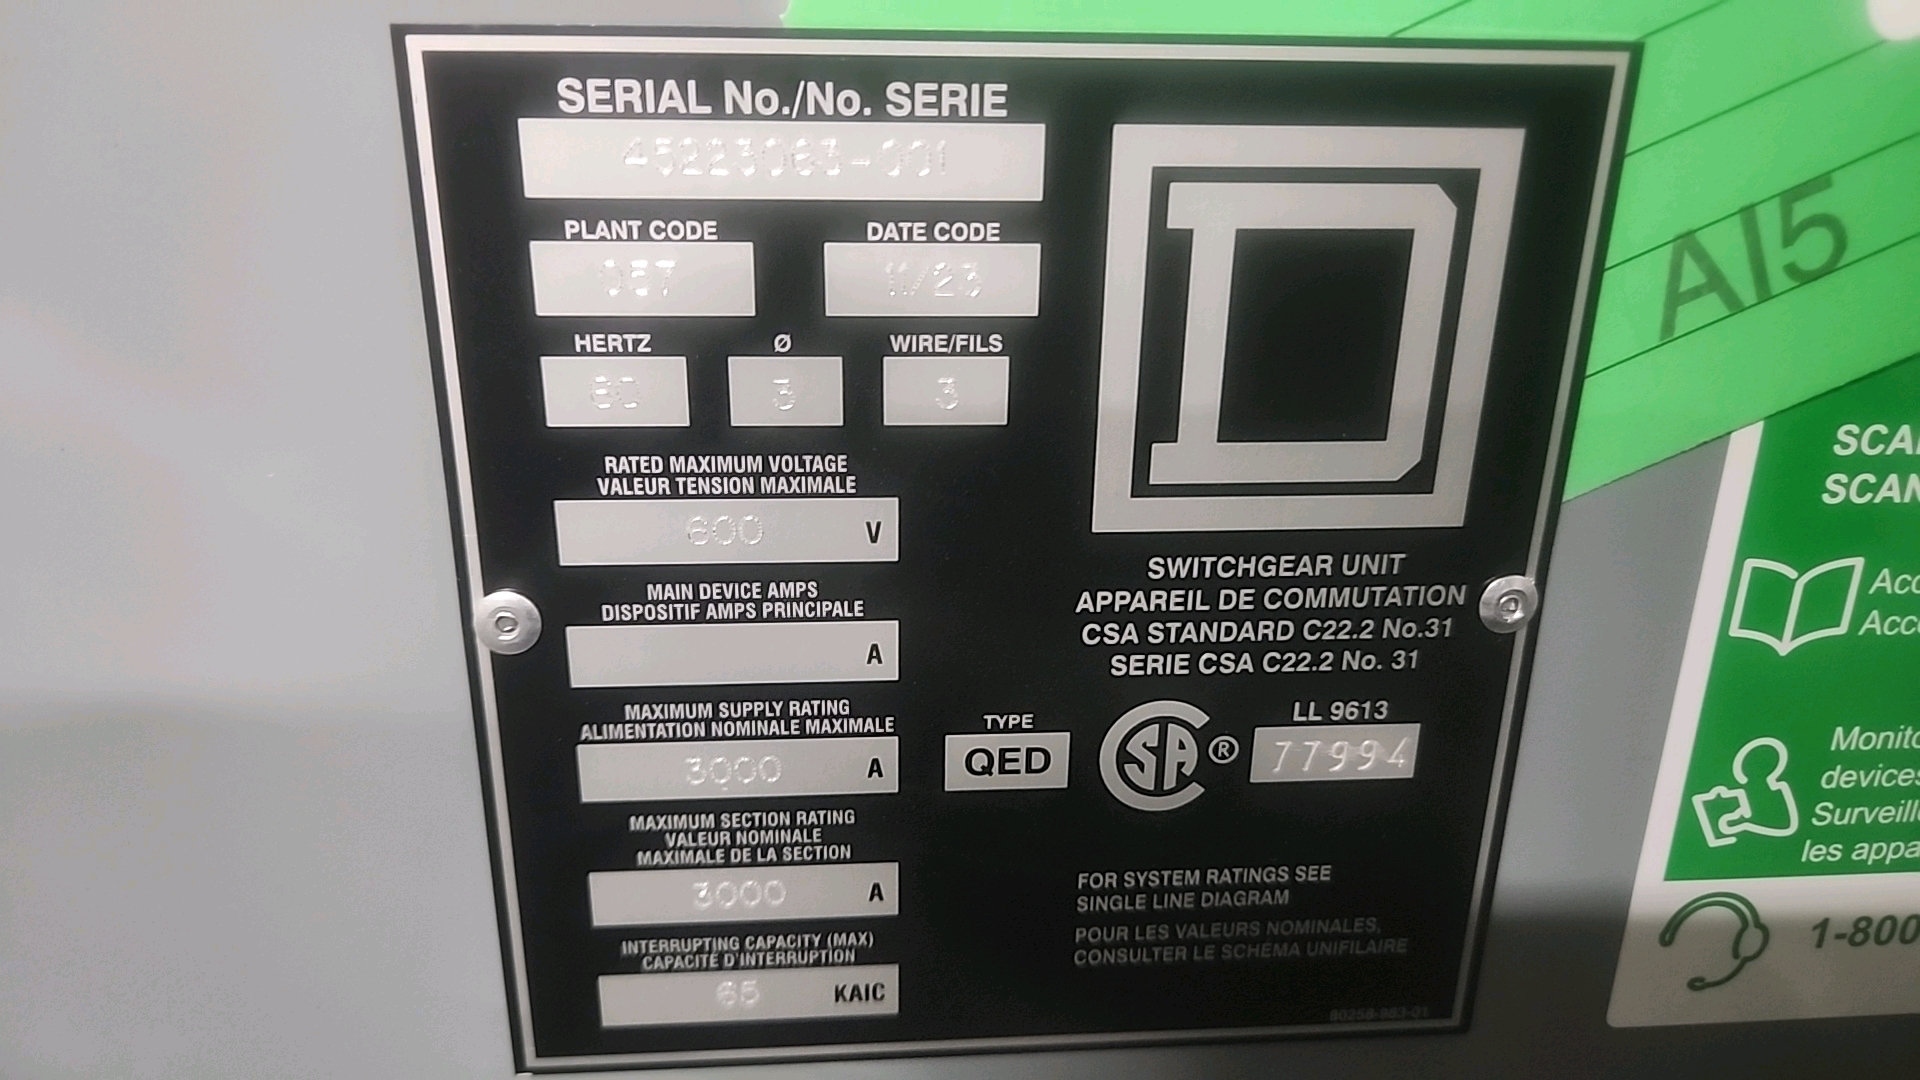 SERIAL No./No. SERIE
45223063-001
PLANT CODE
DATE CODE
11/23
HERTZ
Ø
WIRE/FILS
60
3
3
RATED MAXIMUM VOLTAGE
VALEUR TENSION MAXIMALE
600 V
MAIN DEVICE AMPS
DISPOSITIF AMPS PRINCIPALE
A
MAXIMUM SUPPLY RATING
ALIMENTATION NOMINALE MAXIMALE
3000 A
MAXIMUM SECTION RATING
VALEUR NOMINALE
MAXIMALE DE LA SECTION
3000 A
INTERRUPTING CAPACITY (MAX)
CAPACITE D'INTERRUPTION
65 KAIC
TYPE
QED
D
SWITCHGEAR UNIT
APPAREIL DE COMMUTATION
CSA STANDARD C22.2 No.31
SERIE CSA C22.2 No. 31
LL 9613
SA ®
77994
FOR SYSTEM RATINGS SEE
SINGLE LINE DIAGRAM
POUR LES VALEURS NOMINALES,
CONSULTER LE SCHÉMA UNIFILAIRE
80258-963-01
AI5
SCA
SCAN
Acc
Acc
Monito
devices
Surveill
les appa
1-800